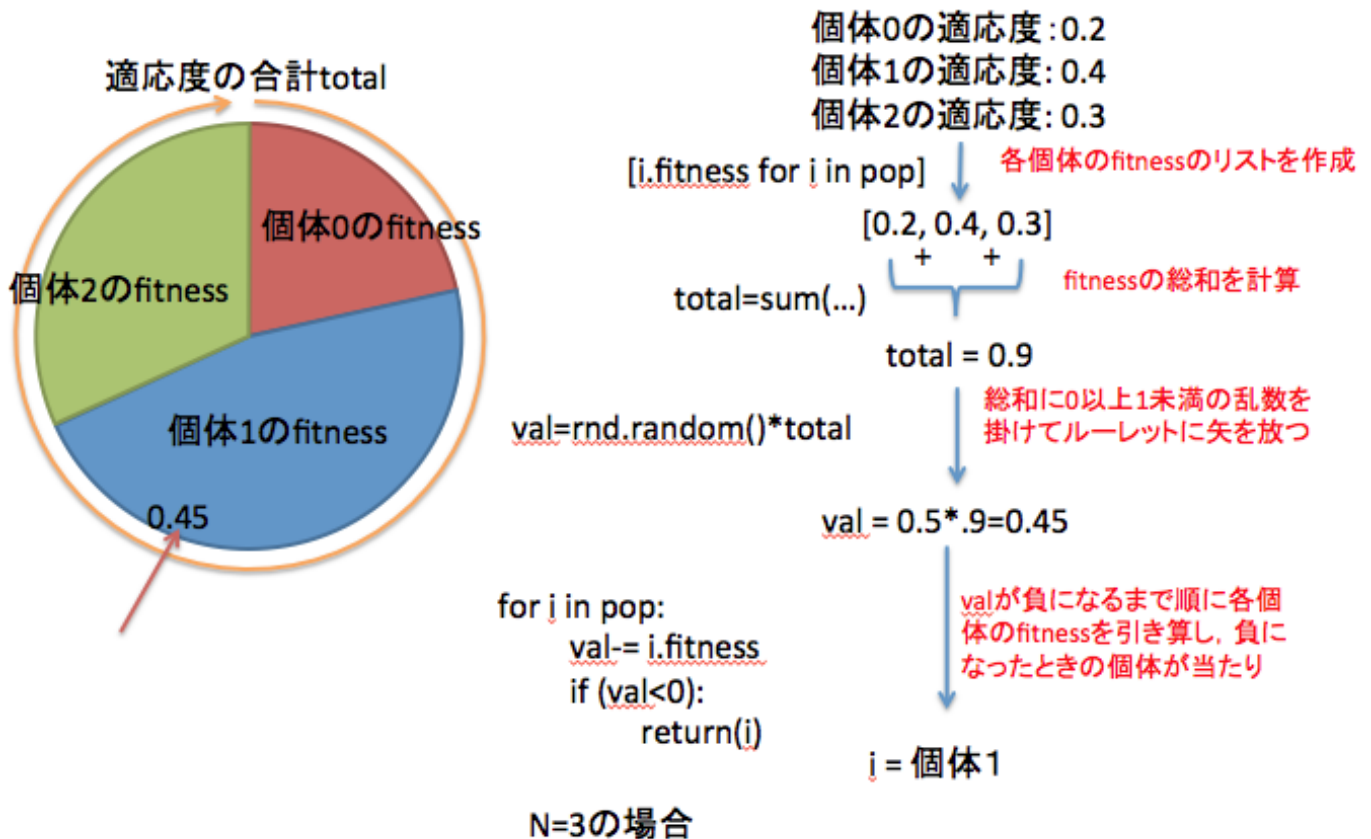 適応度の合計total
個体0のfitness
個体2のfitness
個体1のfitness
0.45
個体0の適応度:0.2
個体1の適応度: 0.4
個体2の適応度: 0.3
[i.fitness for i in pop]
各個体のfitnessのリストを作成
[0.2, 0.4, 0.3]
+ +
total=sum(...)
fitnessの総和を計算
total = 0.9
val=rnd.random()*total
総和に0以上1未満の乱数を
掛けてルーレットに矢を放つ
val = 0.5*.9=0.45
for i in pop:
val-= i.fitness
if (val<0):
return(i)
valが負になるまで順に各個
体のfitnessを引き算し, 負に
なったときの個体が当たり
i = 個体1
N=3の場合